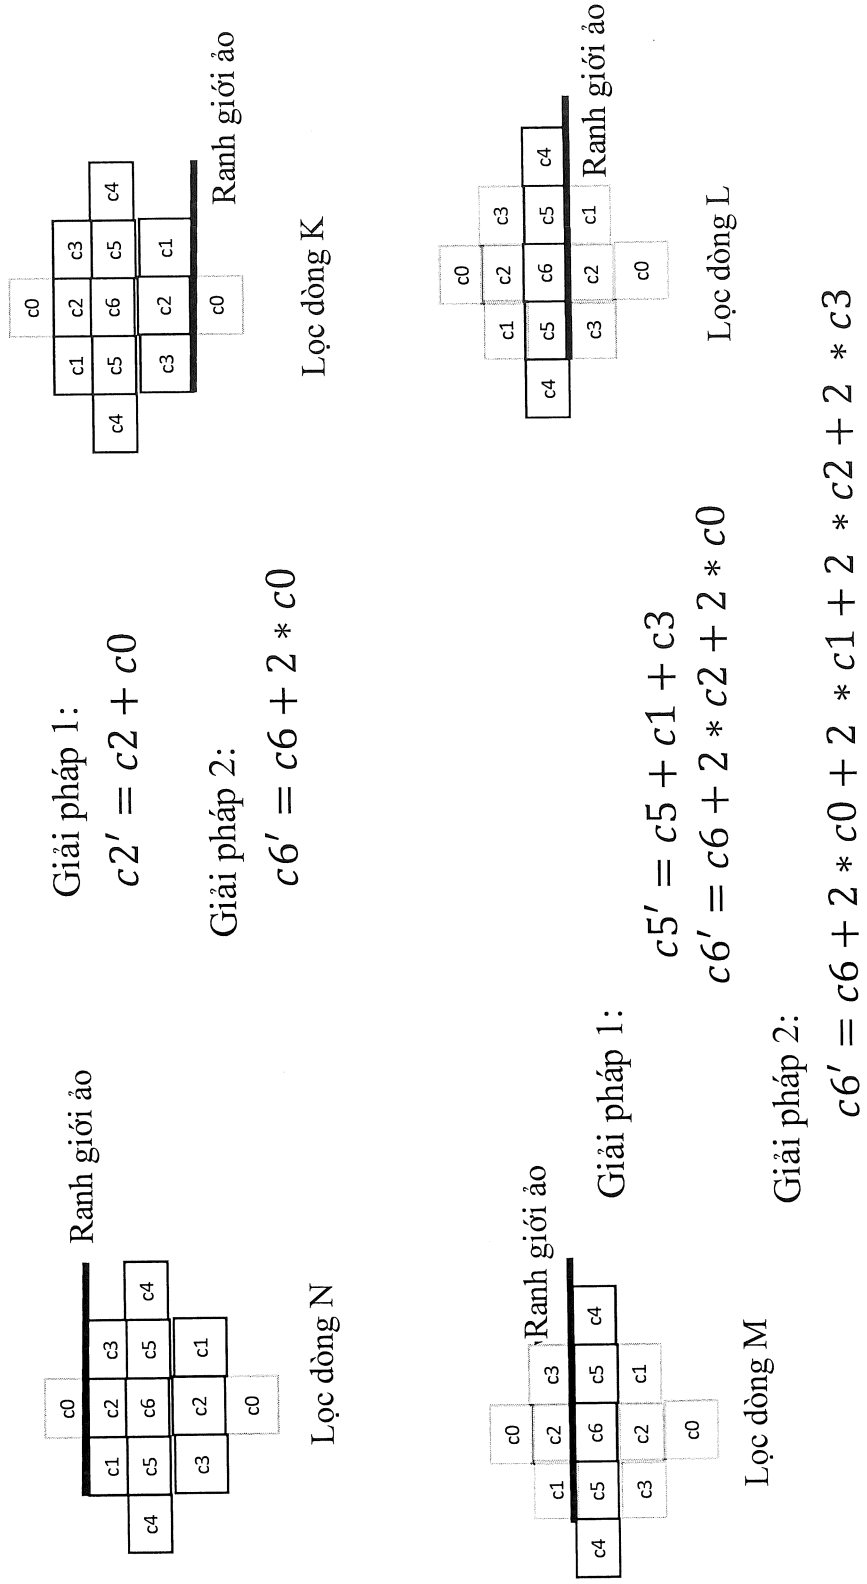 c0
Ranh giới ảo
c1 c2 c3
c4 c5 c6 c5 c4
c3 c2 c1
c0
Lọc dòng N
Giải pháp 1:
c2′ = c2 + c0
Giải pháp 2:
c6′ = c6 + 2 * c0
c0
c1 c2 c3
c4 c5 c6 c5 c4
c3 c2 c1
c0
Ranh giới ảo
Lọc dòng K
c0
Ranh giới ảo
c1 c2 c3
c4 c5 c6 c5 c4
c3 c2 c1
c0
Lọc dòng M
Giải pháp 1:
c5′ = c5 + c1 + c3
c6′ = c6 + 2 * c2 + 2 * c0
Giải pháp 2:
c6′ = c6 + 2 * c0 + 2 * c1 + 2 * c2 + 2 * c3
c0
c1 c2 c3
c4 c5 c6 c5 c4
c3 c2 c1
Ranh giới ảo
c0
Lọc dòng L